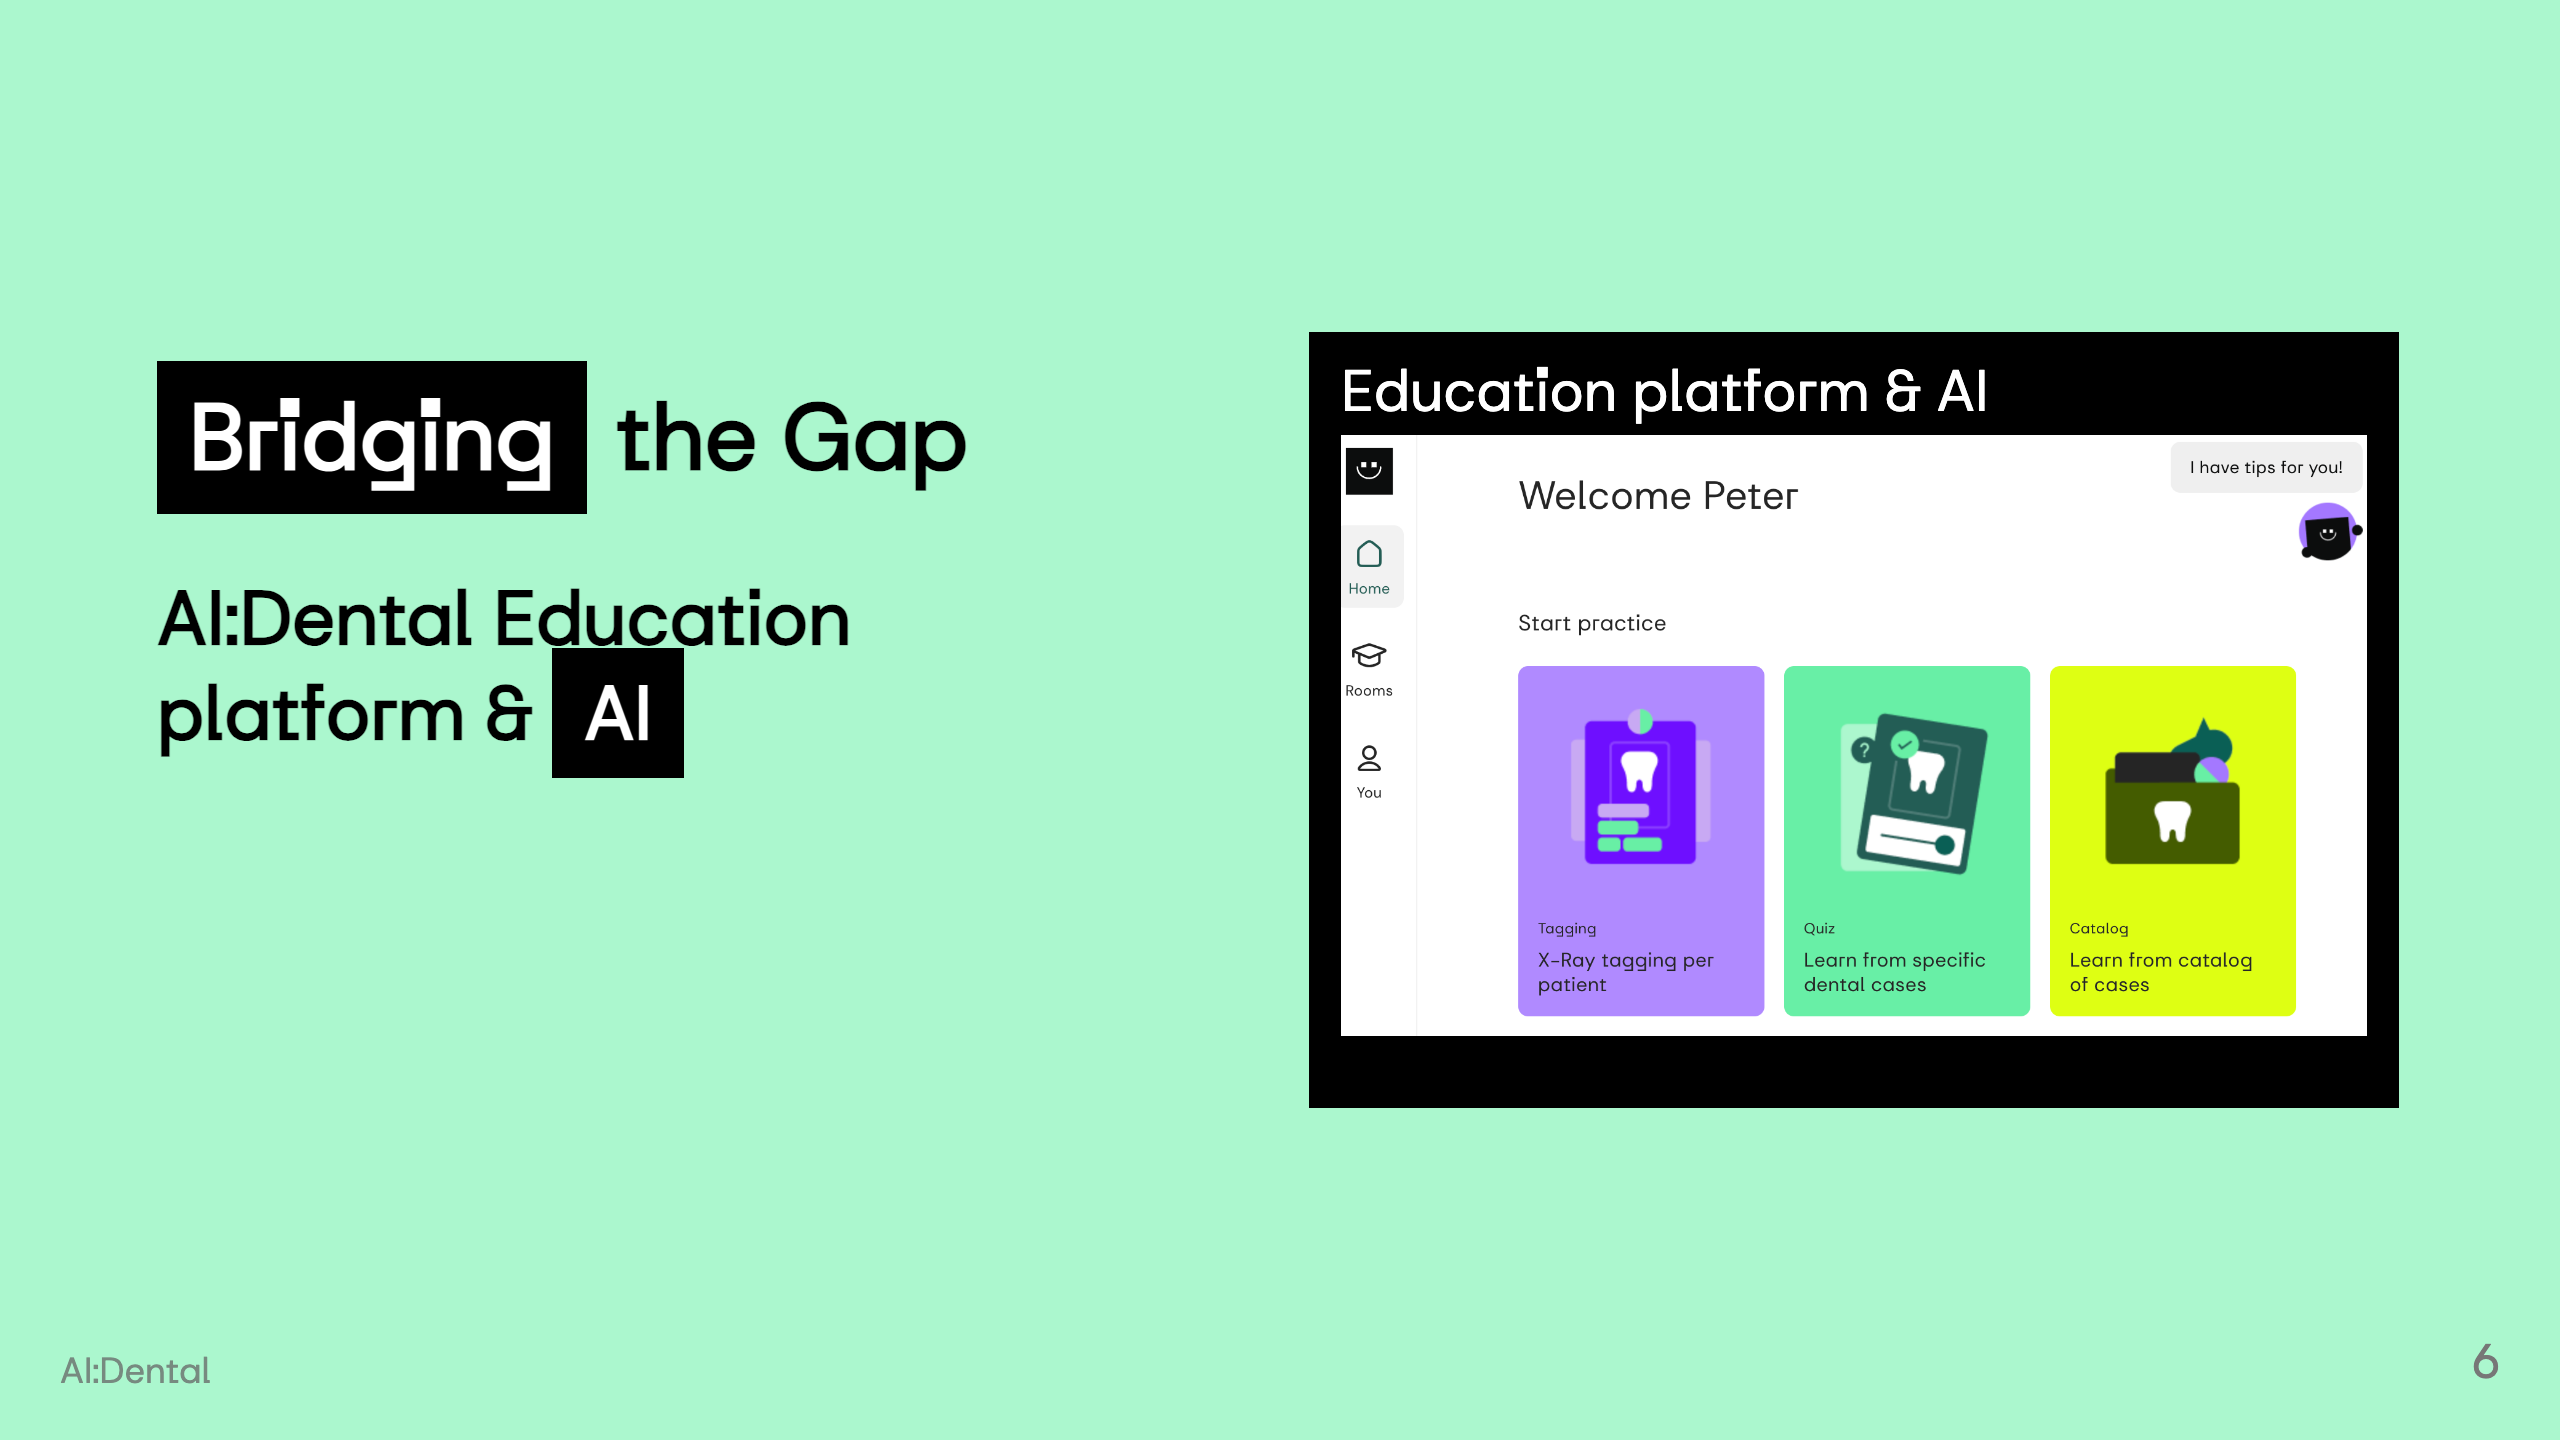 Bridging the Gap
AI:Dental Education
platform & AI
Education platform & AI
I have tips for you!
Welcome Peter
Home
Rooms
You
Start practice
Tagging
X-Ray tagging per
patient
Quiz
Learn from specific
dental cases
Catalog
Learn from catalog
of cases
?
AI:Dental
6